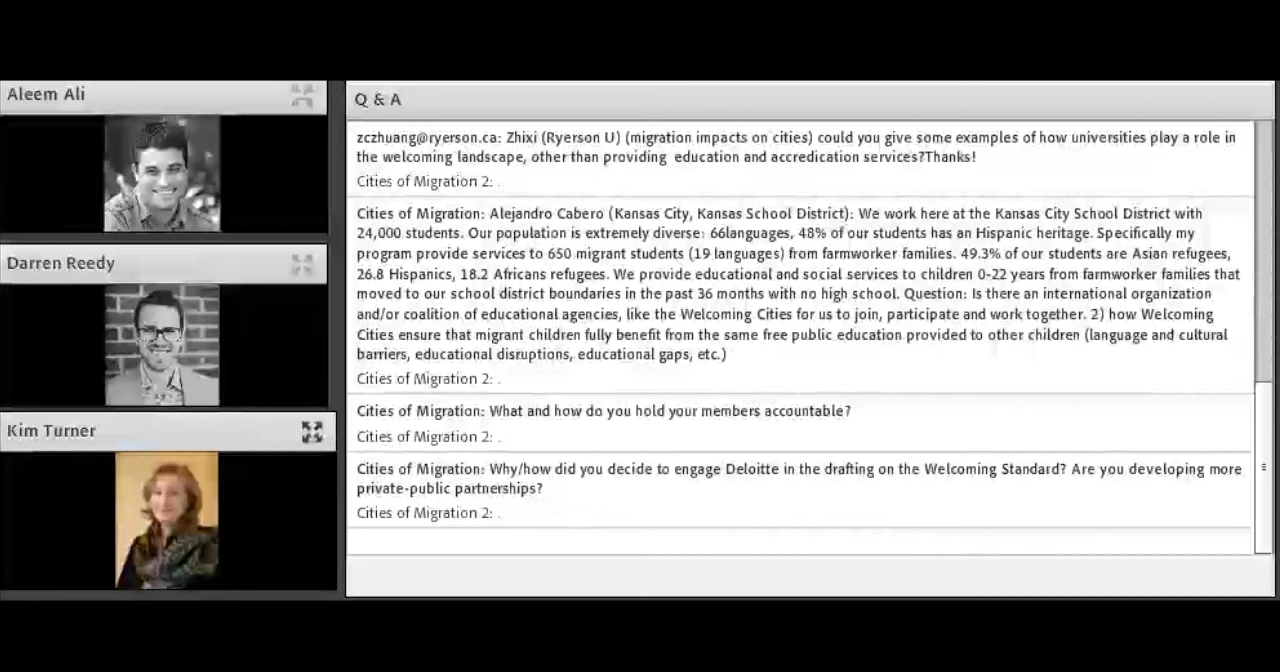 Aleem Ali
Darren Reedy
Kim Turner
Q & A
zczhuang@ryerson.ca: Zhixi (Ryerson U) (migration impacts on cities) could you give some examples of how universities play a role in
the welcoming landscape, other than providing education and accredication services?Thanks!
Cities of Migration 2: .
Cities of Migration: Alejandro Cabero (Kansas City, Kansas School District): We work here at the Kansas City School District with
24,000 students. Our population is extremely diverse: 66languages, 48% of our students has an Hispanic heritage. Specifically my
program provide services to 650 migrant students (19 languages) from farmworker families. 49.3% of our students are Asian refugees,
26.8 Hispanics, 18.2 Africans refugees. We provide educational and social services to children 0-22 years from farmworker families that
moved to our school district boundaries in the past 36 months with no high school. Question: Is there an international organization
and/or coalition of educational agencies, like the Welcoming Cities for us to join, participate and work together. 2) how Welcoming
Cities ensure that migrant children fully benefit from the same free public education provided to other children (language and cultural
barriers, educational disruptions, educational gaps, etc.)
Cities of Migration 2: .
Cities of Migration: What and how do you hold your members accountable?
Cities of Migration 2: .
Cities of Migration: Why/how did you decide to engage Deloitte in the drafting on the Welcoming Standard? Are you developing more
private-public partnerships?
Cities of Migration 2: .